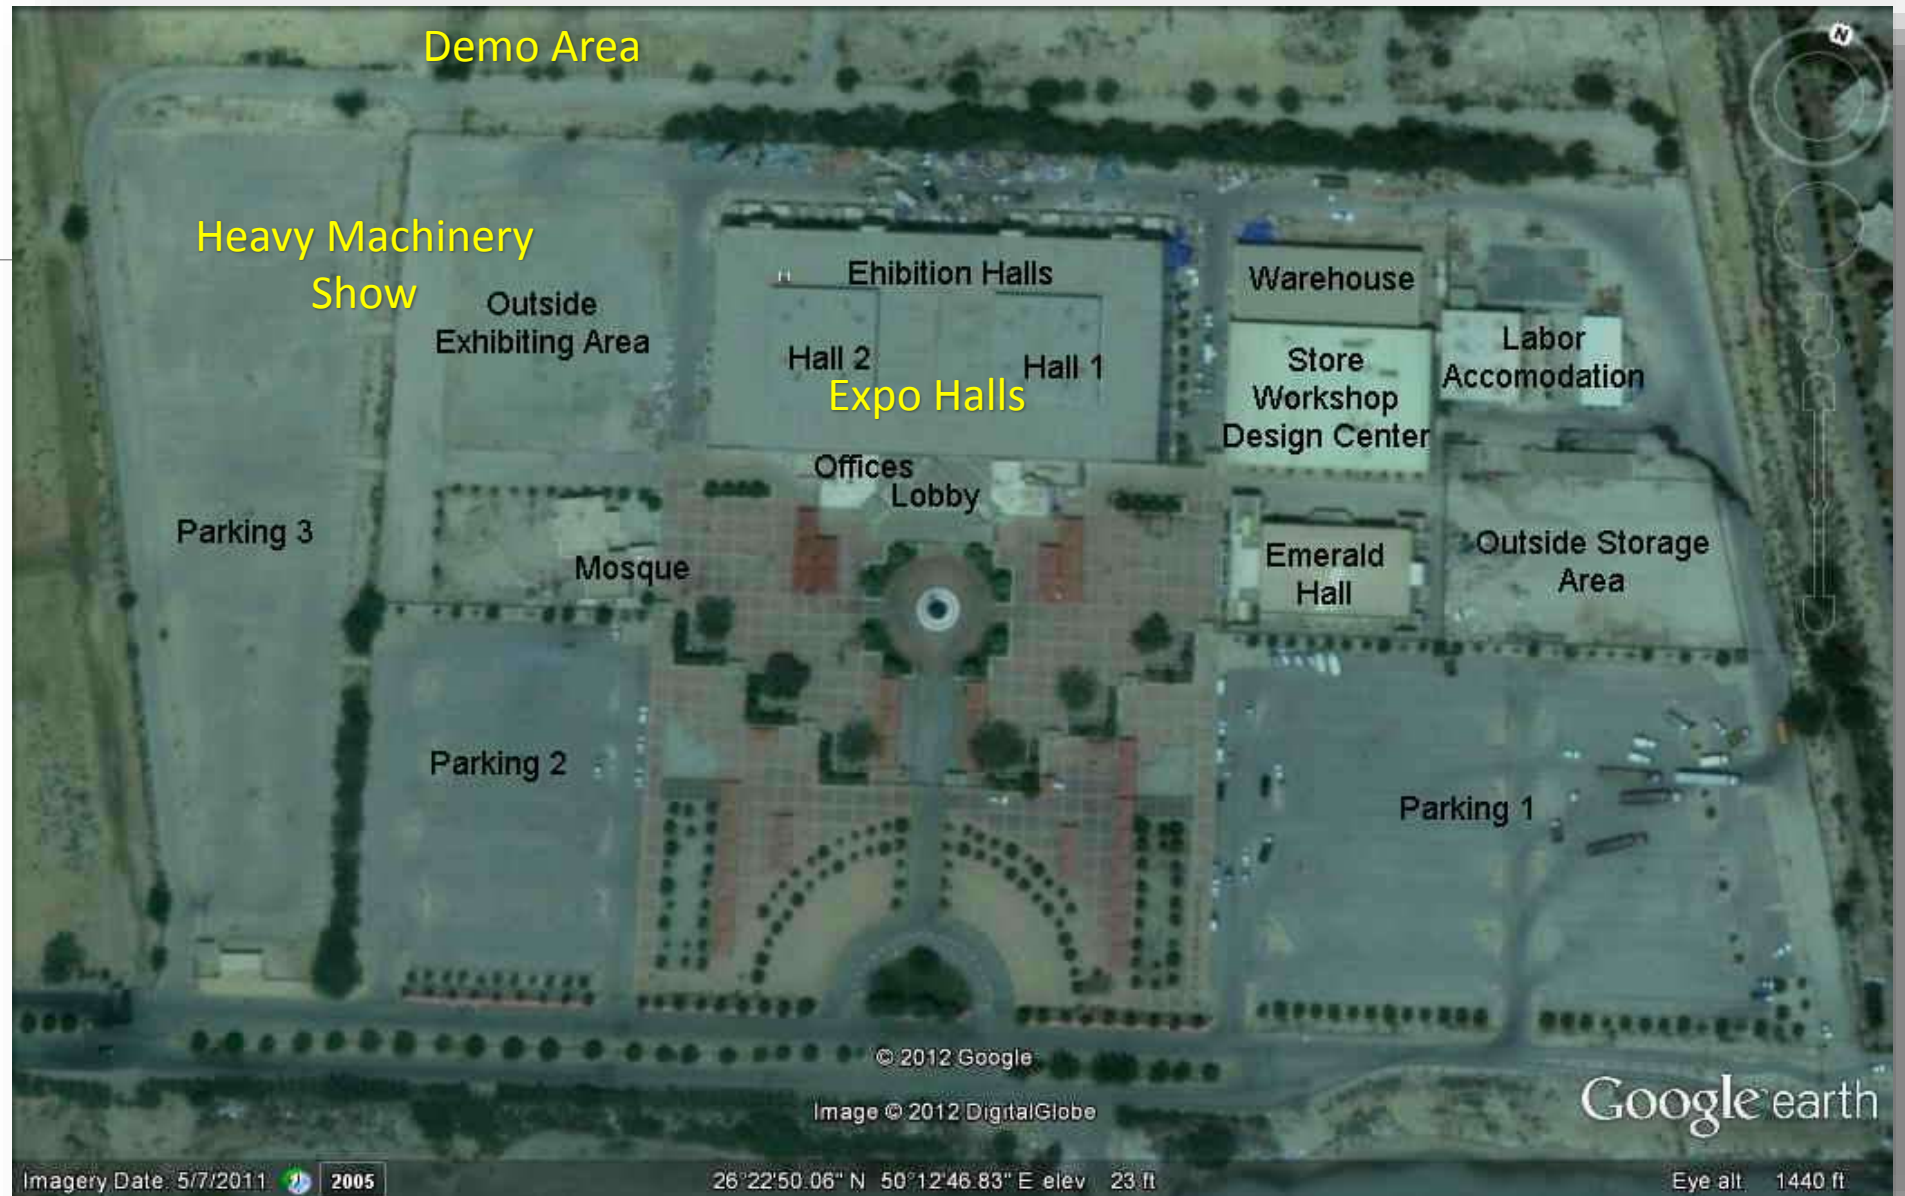 Demo Area
N
Heavy Machinery
Show
Outside
Exhibiting Area
Ehibition Halls
Hall 2
Hall 1
Expo Halls
Warehouse
Store
Workshop
Design Center
Labor
Accomodation
Offices
Lobby
Parking 3
Mosque
Emerald
Hall
Outside Storage
Area
Parking 2
Parking 1
© 2012 Google
Image © 2012 DigitalGlobe
Google earth
Imagery Date: 5/7/2011
2005
26°22'50.06" N 50°12'46.83" E elev 23 ft
Eye alt 1440 ft